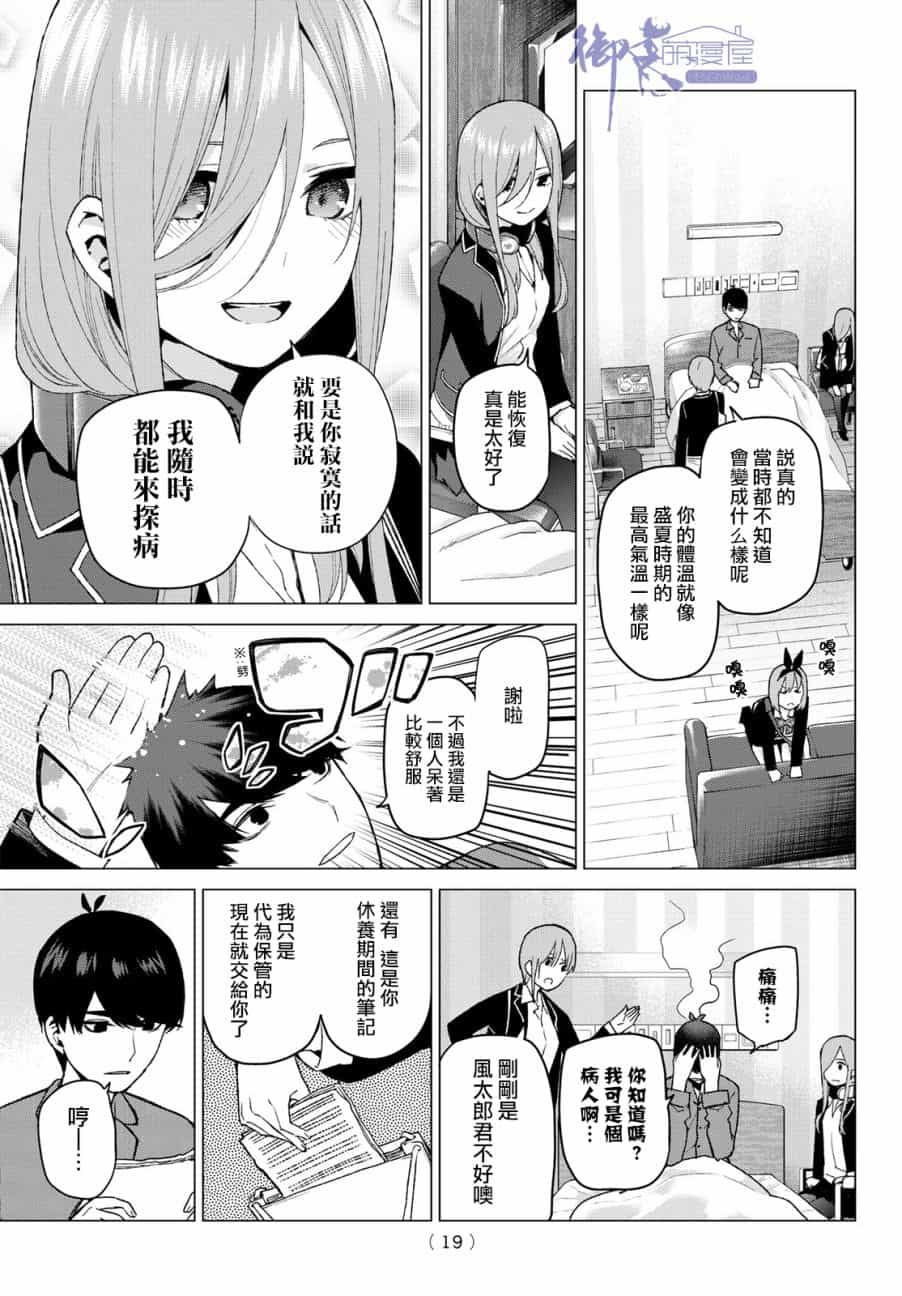 御宅萌漫屋
説真的
當時都不知道
會變成什么樣呢
你的體溫就像
盛夏時期的
最高氣溫一樣呢
嗅嗅
嗅嗅
能恢復
真是太好了
要是你寂寞的話
就和我説
我隨時
都能來探病
謝啦
不過我還是
一個人呆著
比較舒服
※劈
痛痛…
你知道嗎？
我可是個
病人啊…
剛剛是
風太郎君不好噢
還有 這是你
休養期間的筆記
我只是
代為保管的
現在就交給你了
哼—
（19）